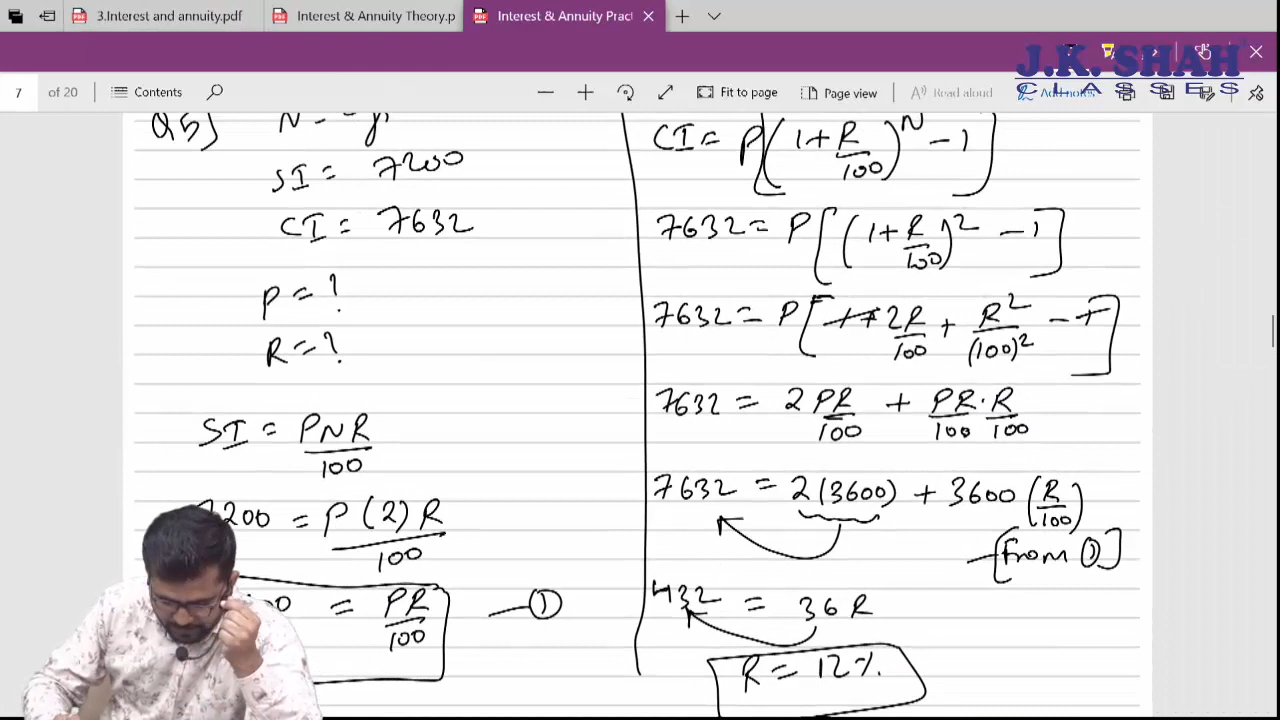 3.Interest and annuity.pdf
Interest & Annuity Theory.p
Interest & Annuity Pract
J.K. SHAH
CLASSES
7 of 20
Contents
Fit to page
Page view
Read aloud
Add notes
Q5)
SI = 7200
CI = 7632
P = ?
R = ?
SI = PNR
100
7200 = P (2) R
100
= PR — ①
100
CI = P[(1+R)^N - 1]
100
7632 = P[(1+R)^2 - 1]
100
7632 = P[1+ 2R + R^2 - 1]
100 (100)^2
7632 = 2PR + PR . R
100 100 100
7632 = 2(3600) + 3600 (R)
100
[From ①]
432 = 36R
R = 12%